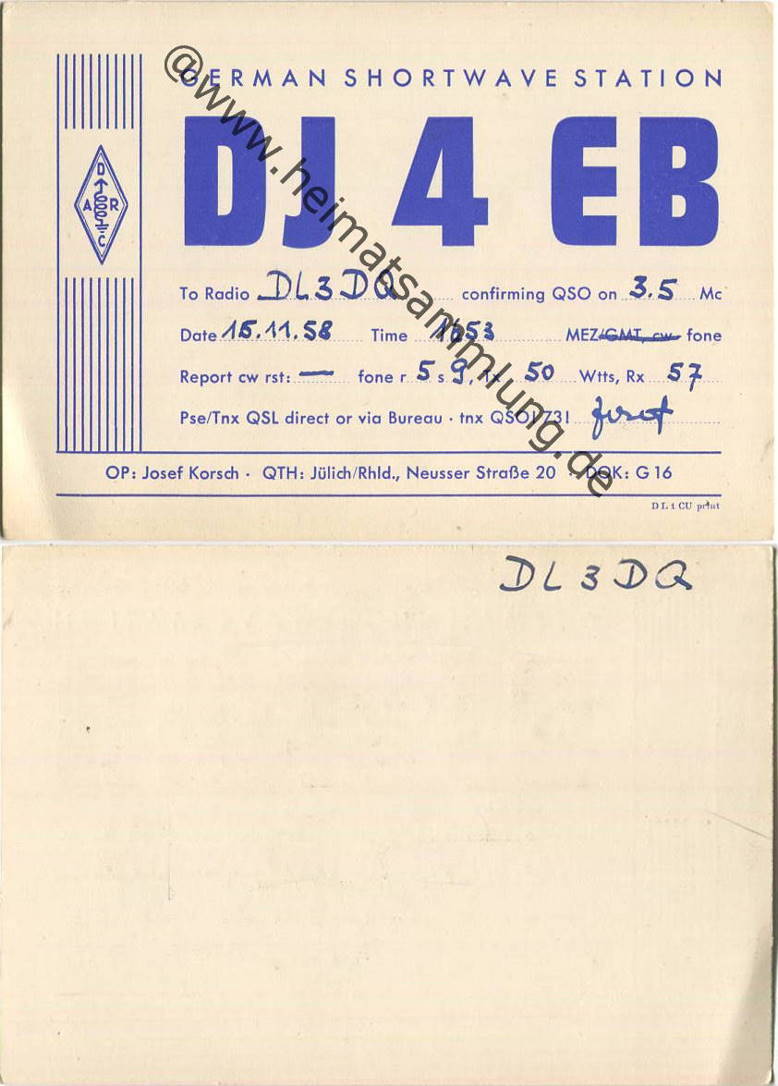 GERMAN SHORTWAVE STATION
DJ 4 EB
D
A R
C
To Radio DL3DQ confirming QSO on 3.5 Mc
Date 15.11.58 Time 1653 MEZ/GMT, cw fone
Report cw rst: — fone r 5 s 9, Tx 50 Wtts, Rx 57
Pse/Tnx QSL direct or via Bureau · tnx QSO! 73! Josef
OP: Josef Korsch · QTH: Jülich/Rhld., Neusser Straße 20 · DOK: G 16
DL 1 CU print
@www.heimatsammlung.de
DL3DQ